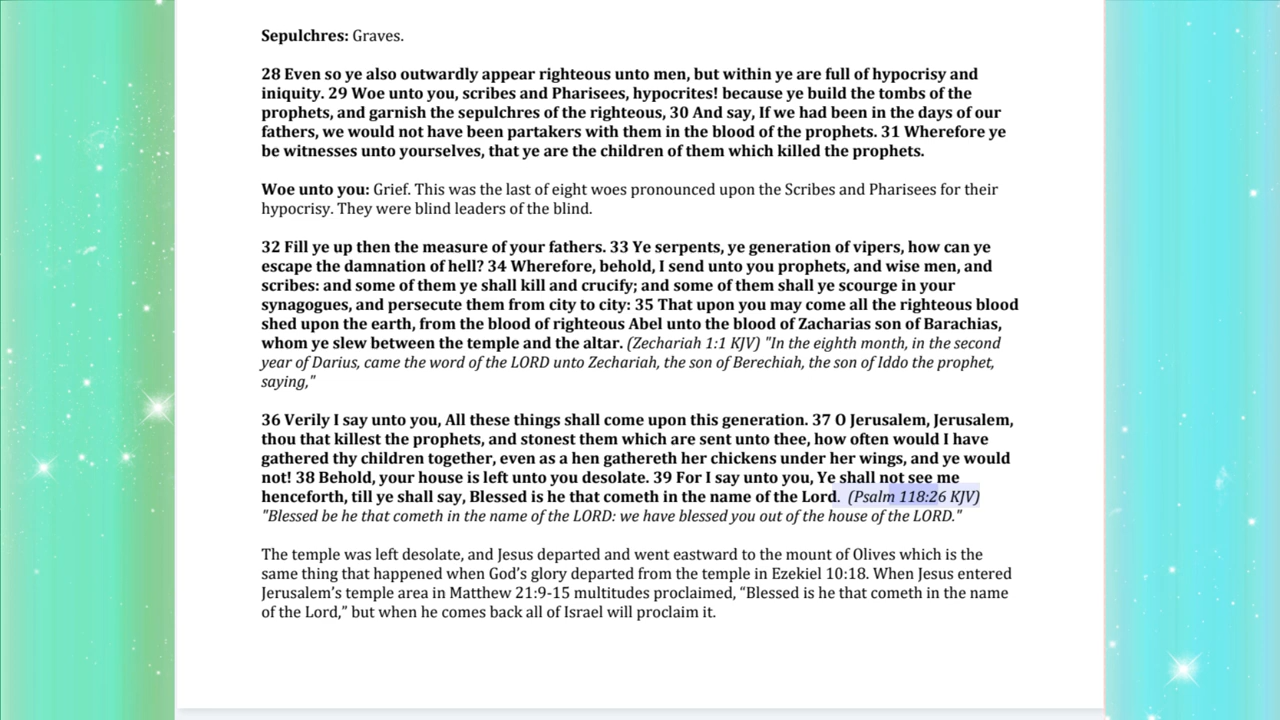 Sepulchres: Graves.
28 Even so ye also outwardly appear righteous unto men, but within ye are full of hypocrisy and
iniquity. 29 Woe unto you, scribes and Pharisees, hypocrites! because ye build the tombs of the
prophets, and garnish the sepulchres of the righteous, 30 And say, If we had been in the days of our
fathers, we would not have been partakers with them in the blood of the prophets. 31 Wherefore ye
be witnesses unto yourselves, that ye are the children of them which killed the prophets.
Woe unto you: Grief. This was the last of eight woes pronounced upon the Scribes and Pharisees for their
hypocrisy. They were blind leaders of the blind.
32 Fill ye up then the measure of your fathers. 33 Ye serpents, ye generation of vipers, how can ye
escape the damnation of hell? 34 Wherefore, behold, I send unto you prophets, and wise men, and
scribes: and some of them ye shall kill and crucify; and some of them shall ye scourge in your
synagogues, and persecute them from city to city: 35 That upon you may come all the righteous blood
shed upon the earth, from the blood of righteous Abel unto the blood of Zacharias son of Barachias,
whom ye slew between the temple and the altar. (Zechariah 1:1 KJV) "In the eighth month, in the second
year of Darius, came the word of the LORD unto Zechariah, the son of Berechiah, the son of Iddo the prophet,
saying,"
36 Verily I say unto you, All these things shall come upon this generation. 37 O Jerusalem, Jerusalem,
thou that killest the prophets, and stonest them which are sent unto thee, how often would I have
gathered thy children together, even as a hen gathereth her chickens under her wings, and ye would
not! 38 Behold, your house is left unto you desolate. 39 For I say unto you, Ye shall not see me
henceforth, till ye shall say, Blessed is he that cometh in the name of the Lord. (Psalm 118:26 KJV)
"Blessed be he that cometh in the name of the LORD: we have blessed you out of the house of the LORD."
The temple was left desolate, and Jesus departed and went eastward to the mount of Olives which is the
same thing that happened when God’s glory departed from the temple in Ezekiel 10:18. When Jesus entered
Jerusalem’s temple area in Matthew 21:9-15 multitudes proclaimed, “Blessed is he that cometh in the name
of the Lord,” but when he comes back all of Israel will proclaim it.